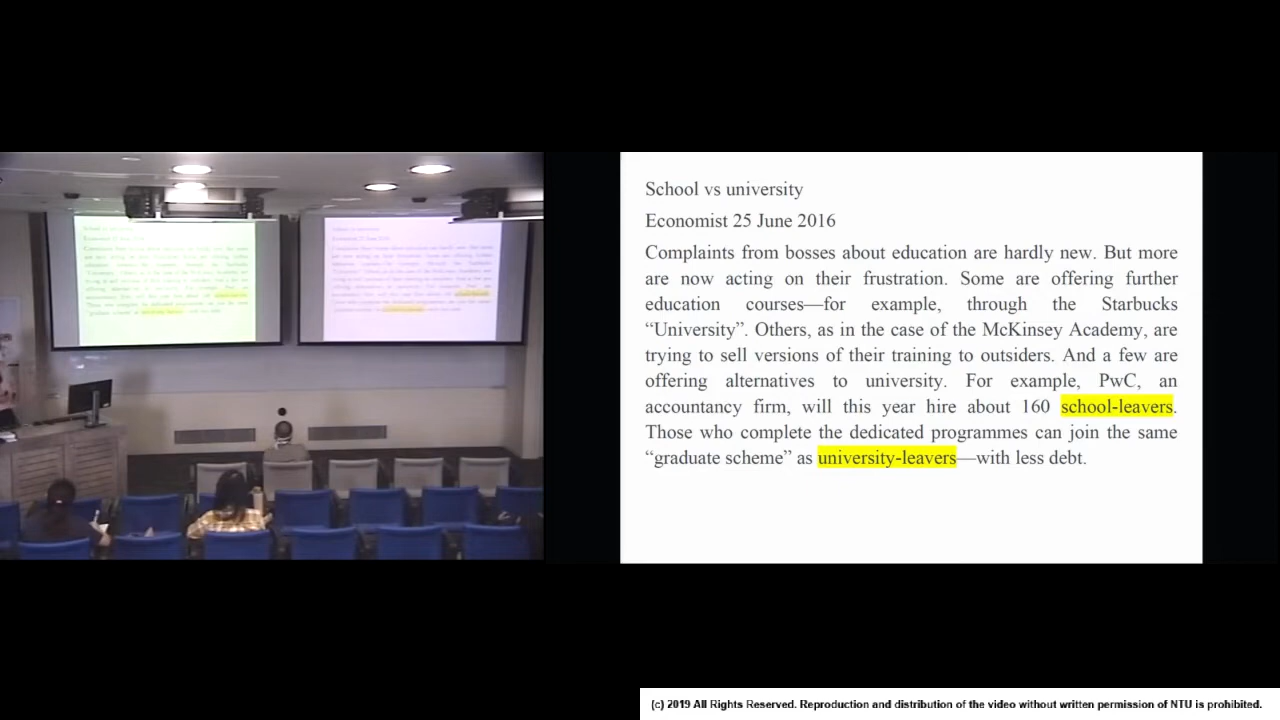 School vs university
Economist 25 June 2016
Complaints from bosses about education are hardly new. But more
are now acting on their frustration. Some are offering further
education courses—for example, through the Starbucks
“University”. Others, as in the case of the McKinsey Academy, are
trying to sell versions of their training to outsiders. And a few are
offering alternatives to university. For example, PwC, an
accountancy firm, will this year hire about 160 school-leavers.
Those who complete the dedicated programmes can join the same
“graduate scheme” as university-leavers—with less debt.
(c) 2019 All Rights Reserved. Reproduction and distribution of the video without written permission of NTU is prohibited.